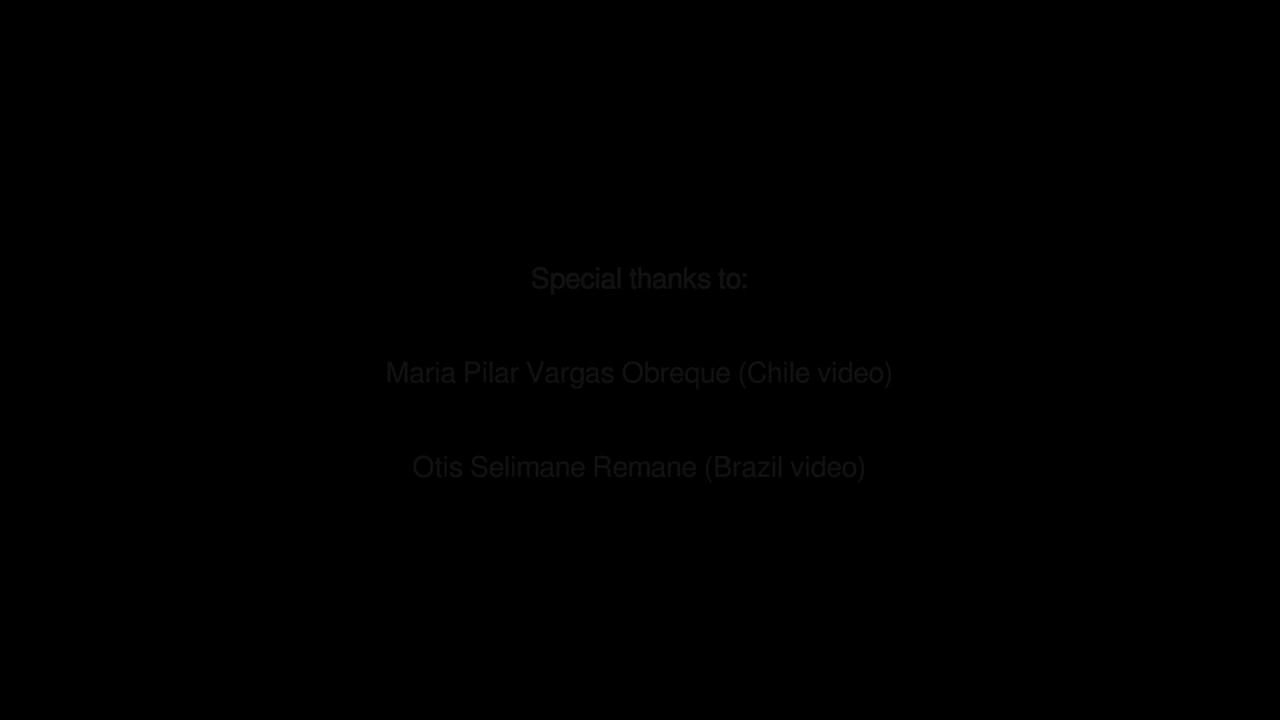 Special thanks to:
Maria Pilar Vargas Obreque (Chile video)
Otis Selimane Remane (Brazil video)